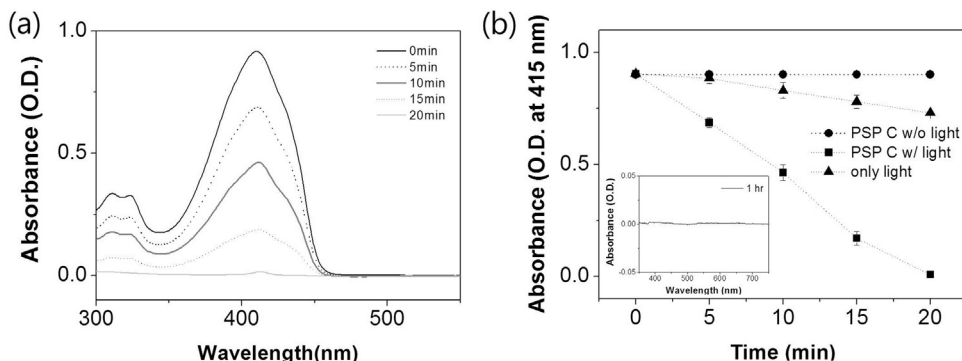 (a)
1.0
0.5
0.0
Absorbance (O.D.)
300
400
500
Wavelength(nm)
0min
5min
10min
15min
20min
(b)
1.0
0.5
0.0
Absorbance (O.D. at 415 nm)
0
5
10
15
20
Time (min)
PSP C w/o light
PSP C w/ light
only light
0.05
0.00
-0.05
Absorbance (O.D.)
400
500
600
700
Wavelength (nm)
1 hr